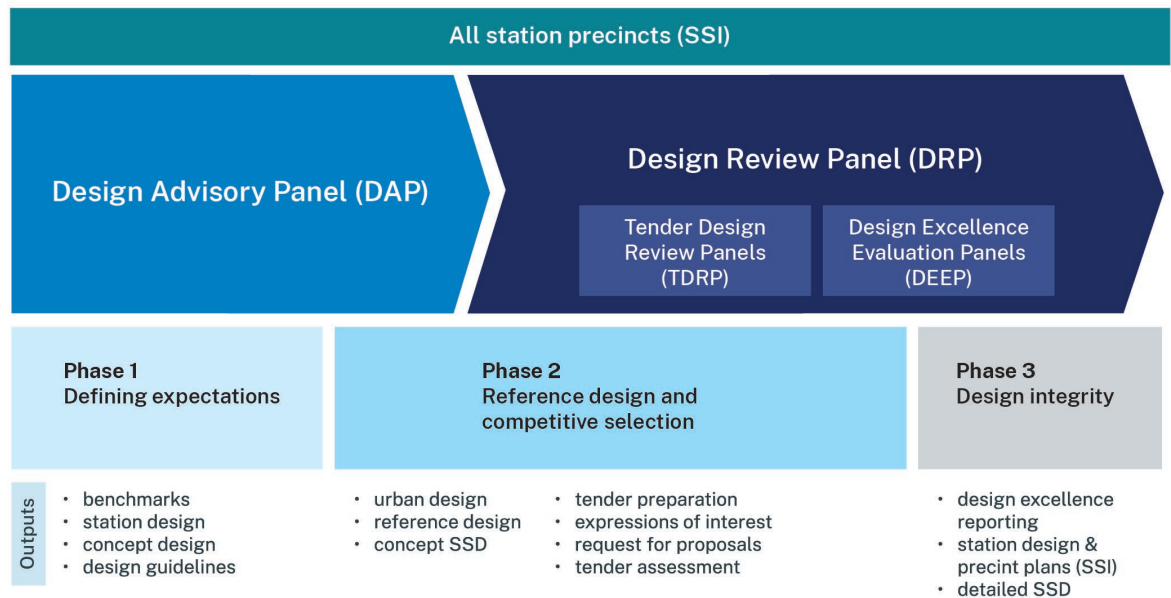 All station precincts (SSI)
Design Advisory Panel (DAP)
Design Review Panel (DRP)
Tender Design
Review Panels
(TDRP)
Design Excellence
Evaluation Panels
(DEEP)
Phase 1
Defining expectations
Phase 2
Reference design and
competitive selection
Phase 3
Design integrity
Outputs
• benchmarks
• station design
• concept design
• design guidelines
• urban design
• reference design
• concept SSD
• tender preparation
• expressions of interest
• request for proposals
• tender assessment
• design excellence
reporting
• station design &
precint plans (SSI)
• detailed SSD